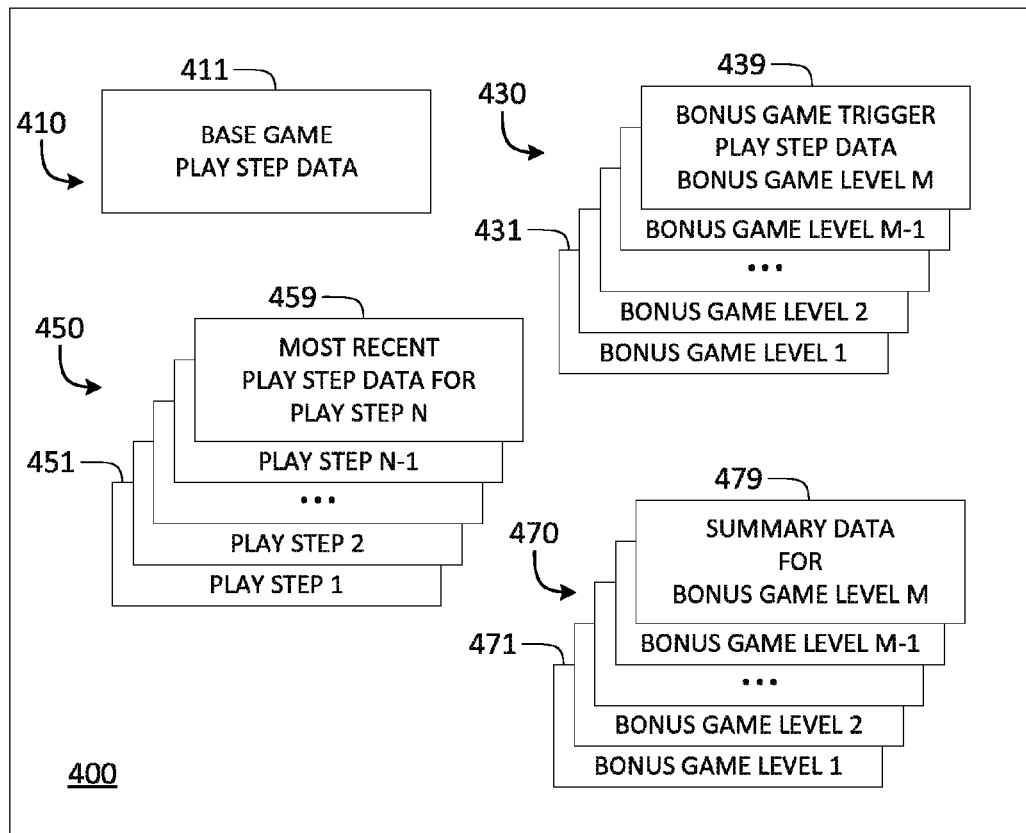 411
410
BASE GAME
PLAY STEP DATA
439
430
BONUS GAME TRIGGER
PLAY STEP DATA
BONUS GAME LEVEL M
431
BONUS GAME LEVEL M-1
...
BONUS GAME LEVEL 2
BONUS GAME LEVEL 1
459
450
MOST RECENT
PLAY STEP DATA FOR
PLAY STEP N
451
PLAY STEP N-1
...
PLAY STEP 2
PLAY STEP 1
479
470
SUMMARY DATA
FOR
BONUS GAME LEVEL M
471
BONUS GAME LEVEL M-1
...
BONUS GAME LEVEL 2
BONUS GAME LEVEL 1
400